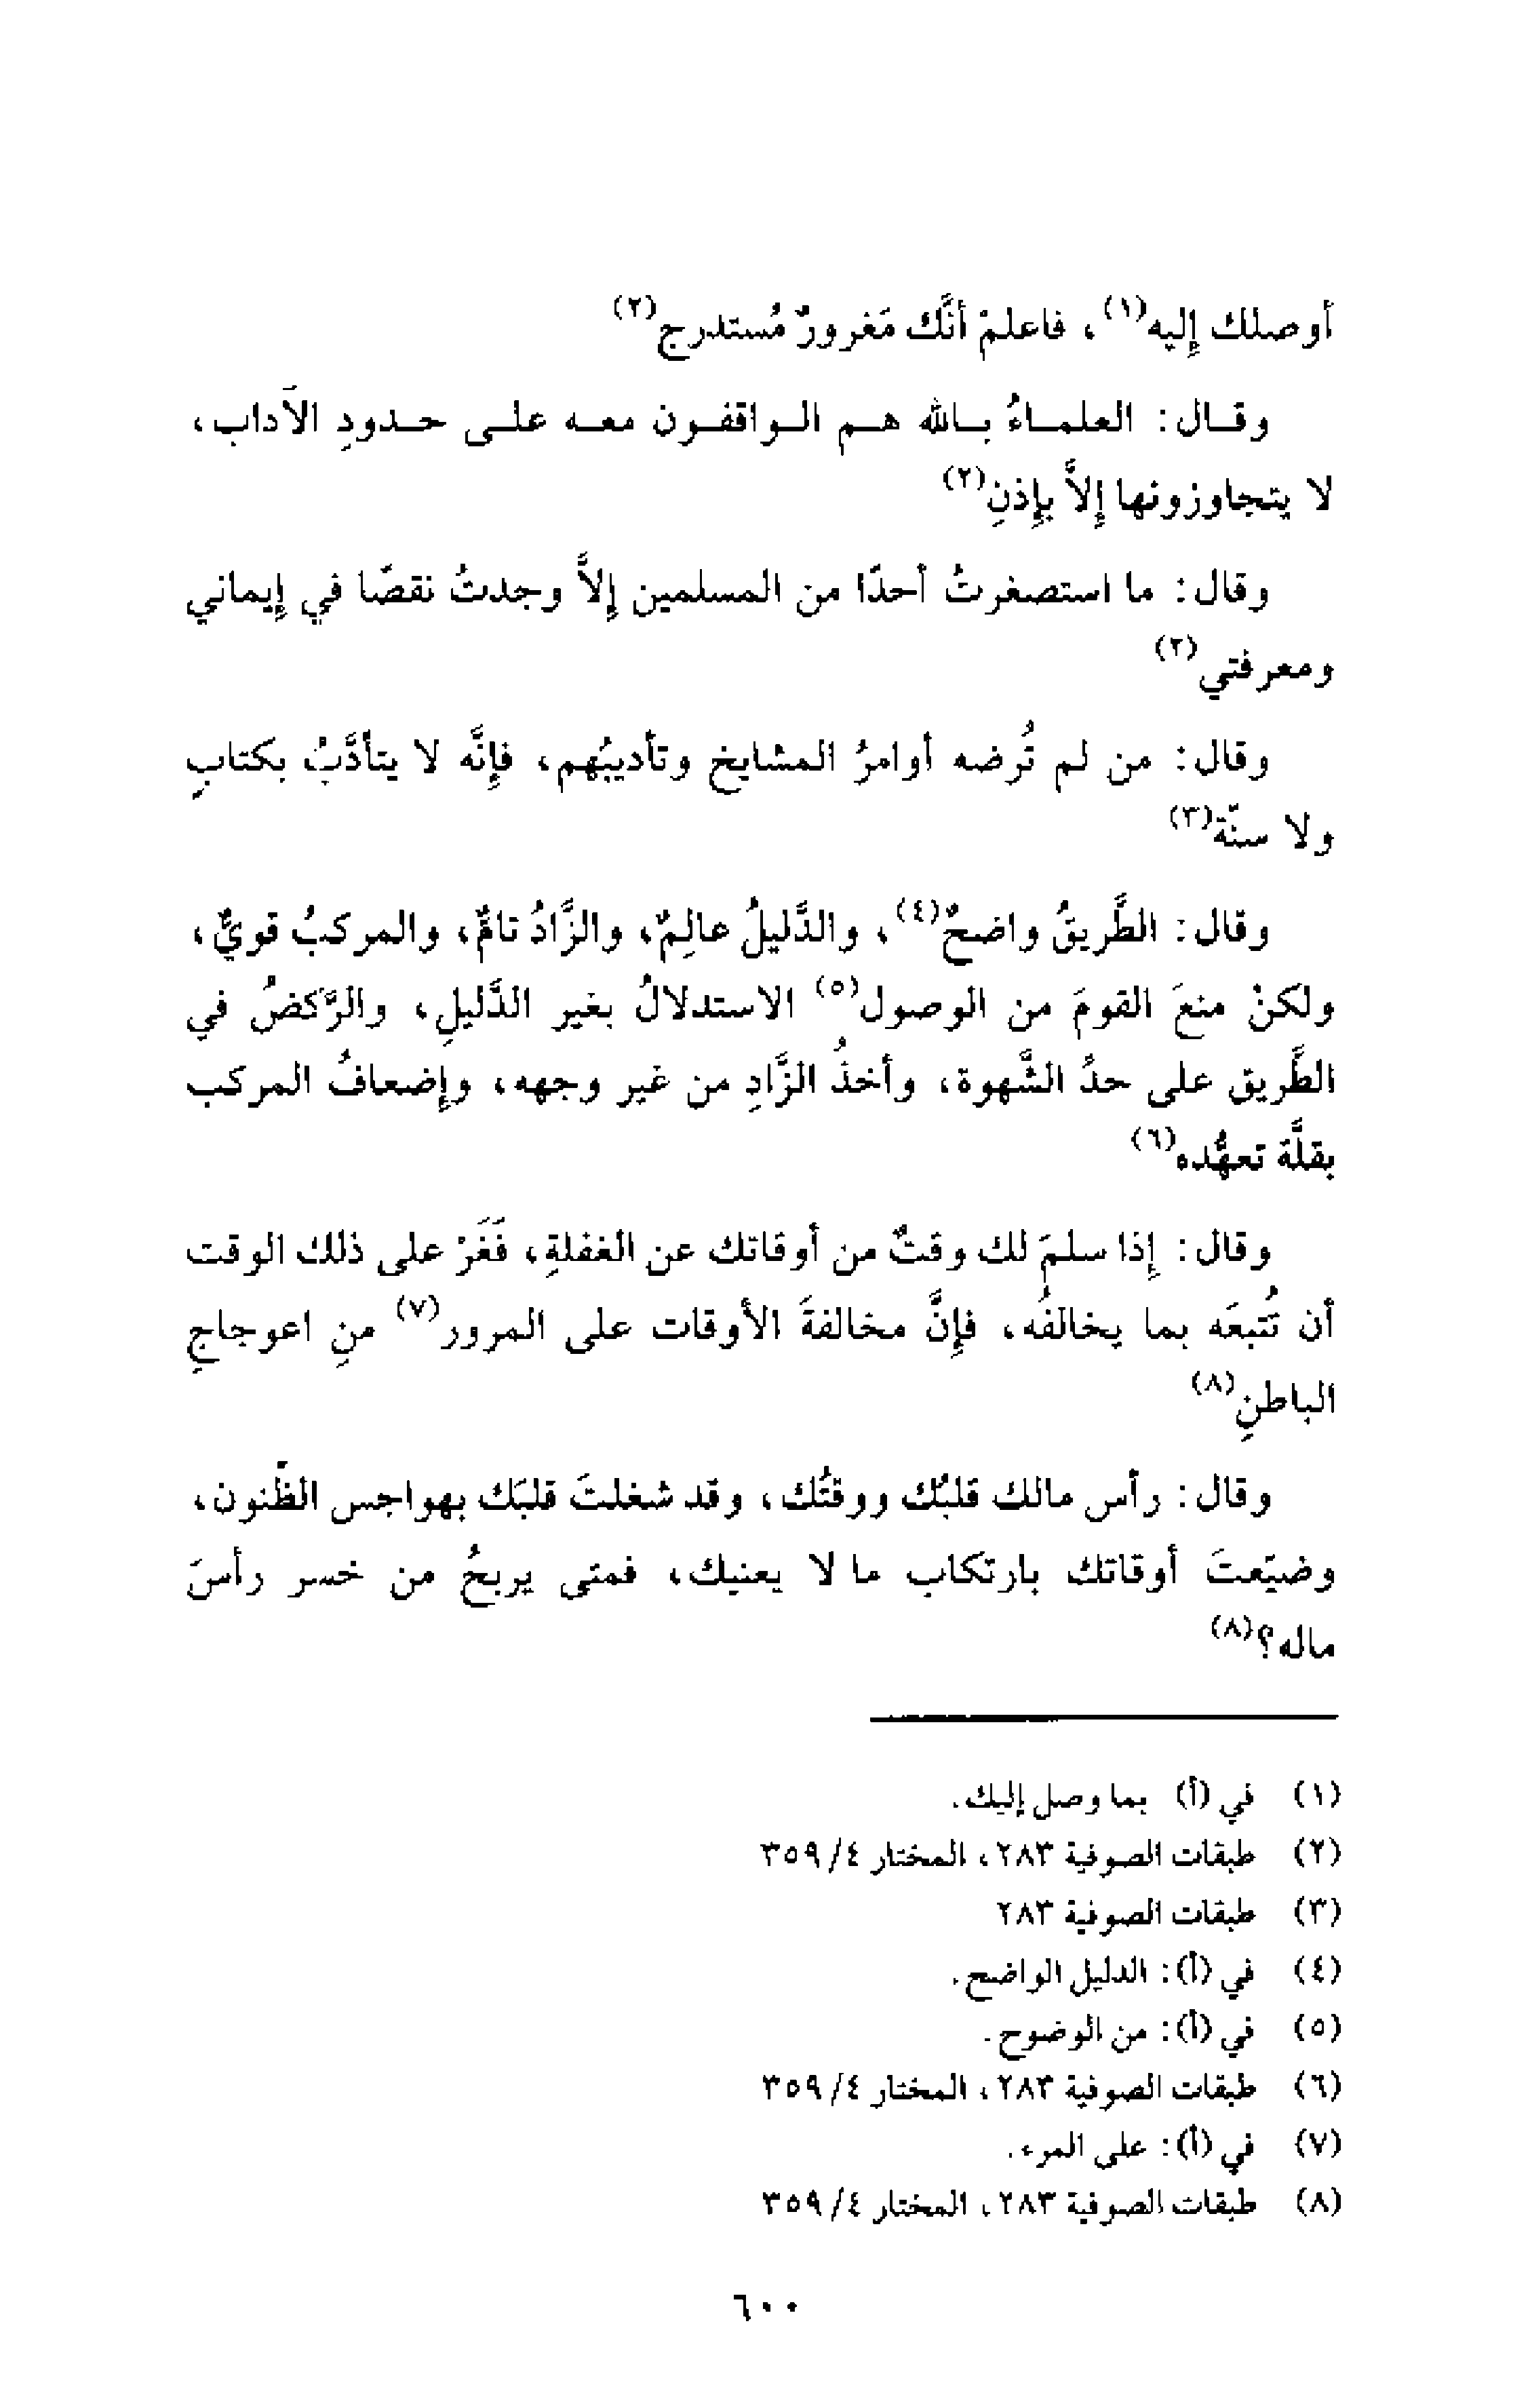 أوصلك إليه(١)، فاعلمْ أنَّك مَغرورٌ مُستدرج(٢)
وقـال: العلمـاءُ بـالله هـم الـواقفـون معـه علـى حـدودِ الآداب،
لا يتجاوزونها إلاَّ بإذنِ(٢)
وقال: ما استصغرتُ أحدًا من المسلمين إلاَّ وجدتُ نقصًا في إيماني
ومعرفتي(٢)
وقال: من لم تُرضه أوامرُ المشايخ وتأديبُهم، فإنَّه لا يتأدَّبُ بكتابٍ
ولا سنّة(٣)
وقال: الطَّريقُ واضحٌ(٤)، والدَّليلُ عالِمٌ، والزَّادُ تامٌّ، والمركبُ قويٌّ،
ولكنْ منعَ القومَ من الوصول(٥) الاستدلالُ بغير الدَّليلِ، والرَّكضُ في
الطَّريق على حدِّ الشَّهوة، وأخذُ الزَّادِ من غير وجهه، وإضعافُ المركب
بقلَّة تعهُّده(٦)
وقال: إذا سلمَ لك وقتٌ من أوقاتك عن الغفلةِ، فَغَرْ على ذلك الوقت
أن تُتبعَه بما يخالفُه، فإنَّ مخالفةَ الأوقات على المرور(٧) منِ اعوجاجِ
الباطنِ(٨)
وقال: رأس مالك قلبُك ووقتُك، وقد شغلتَ قلبَك بهواجس الظُّنون،
وضيّعتَ أوقاتك بارتكاب ما لا يعنيك، فمتى يربحُ من خسر رأسَ
ماله؟(٨)
(١) في (أ) بما وصل إليك.
(٢) طبقات الصوفية ٢٨٣، المختار ٤/٣٥٩
(٣) طبقات الصوفية ٢٨٣
(٤) في (أ): الدليل الواضح.
(٥) في (أ): من الوضوح.
(٦) طبقات الصوفية ٢٨٣، المختار ٤/٣٥٩
(٧) في (أ): على المرء.
(٨) طبقات الصوفية ٢٨٣، المختار ٤/٣٥٩
٦٠٠